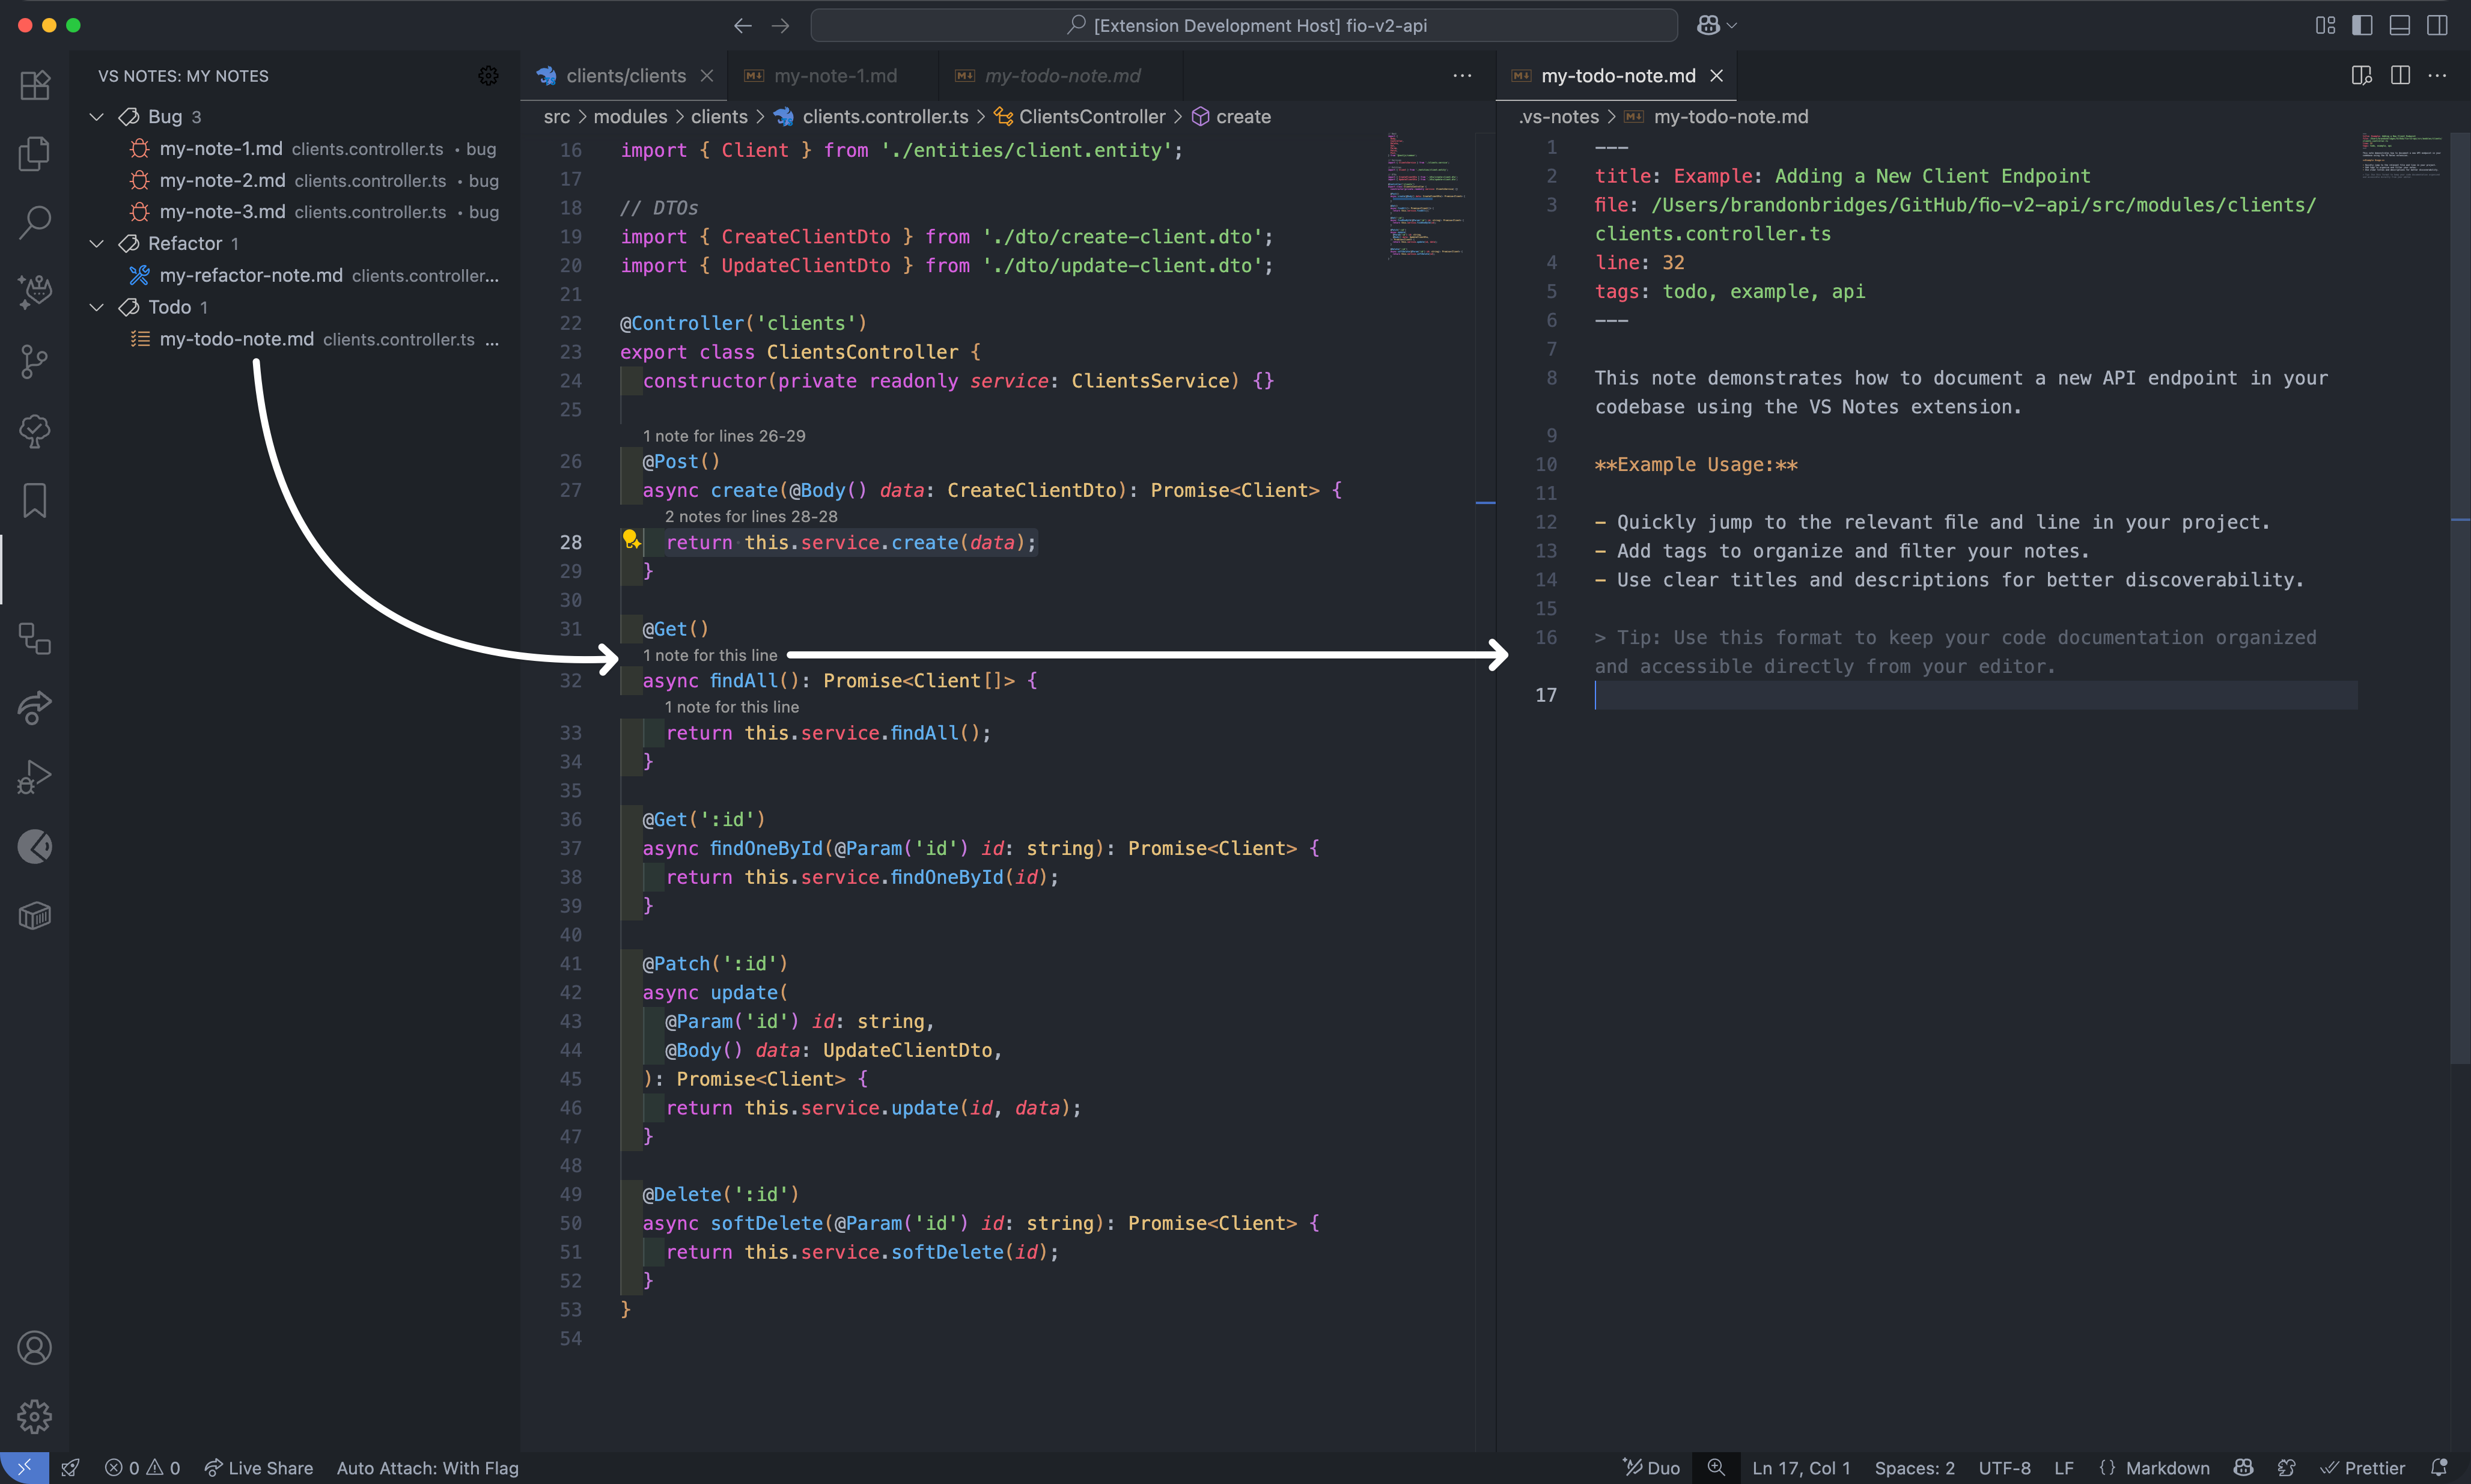 [Extension Development Host] fio-v2-api
VS NOTES: MY NOTES
Bug 3
my-note-1.md clients.controller.ts • bug
my-note-2.md clients.controller.ts • bug
my-note-3.md clients.controller.ts • bug
Refactor 1
my-refactor-note.md clients.controller...
Todo 1
my-todo-note.md clients.controller.ts ...
clients/clients my-note-1.md my-todo-note.md
src > modules > clients > clients.controller.ts > ClientsController > create
16 import { Client } from './entities/client.entity';
17
18 // DTOs
19 import { CreateClientDto } from './dto/create-client.dto';
20 import { UpdateClientDto } from './dto/update-client.dto';
21
22 @Controller('clients')
23 export class ClientsController {
24 constructor(private readonly service: ClientsService) {}
25
1 note for lines 26-29
26 @Post()
27 async create(@Body() data: CreateClientDto): Promise<Client> {
2 notes for lines 28-28
28 return this.service.create(data);
29 }
30
31 @Get()
1 note for this line
32 async findAll(): Promise<Client[]> {
1 note for this line
33 return this.service.findAll();
34 }
35
36 @Get(':id')
37 async findOneById(@Param('id') id: string): Promise<Client> {
38 return this.service.findOneById(id);
39 }
40
41 @Patch(':id')
42 async update(
43 @Param('id') id: string,
44 @Body() data: UpdateClientDto,
45 ): Promise<Client> {
46 return this.service.update(id, data);
47 }
48
49 @Delete(':id')
50 async softDelete(@Param('id') id: string): Promise<Client> {
51 return this.service.softDelete(id);
52 }
53 }
54
my-todo-note.md
.vs-notes > my-todo-note.md
1 ---
2 title: Example: Adding a New Client Endpoint
3 file: /Users/brandonbridges/GitHub/fio-v2-api/src/modules/clients/
clients.controller.ts
4 line: 32
5 tags: todo, example, api
6 ---
7
8 This note demonstrates how to document a new API endpoint in your
codebase using the VS Notes extension.
9
10 **Example Usage:**
11
12 - Quickly jump to the relevant file and line in your project.
13 - Add tags to organize and filter your notes.
14 - Use clear titles and descriptions for better discoverability.
15
16 > Tip: Use this format to keep your code documentation organized
and accessible directly from your editor.
17
0 0 Live Share Auto Attach: With Flag
Duo Ln 17, Col 1 Spaces: 2 UTF-8 LF {} Markdown Prettier